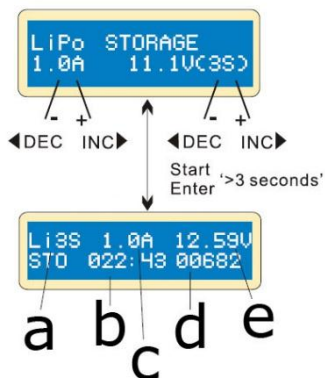 LiPo STORAGE
1.0A 11.1V(3S)
- + - +
◀DEC INC▶ ◀DEC INC▶
Start
Enter '>3 seconds'
Li3S 1.0A 12.59V
STO 022:43 00682
a b c d e